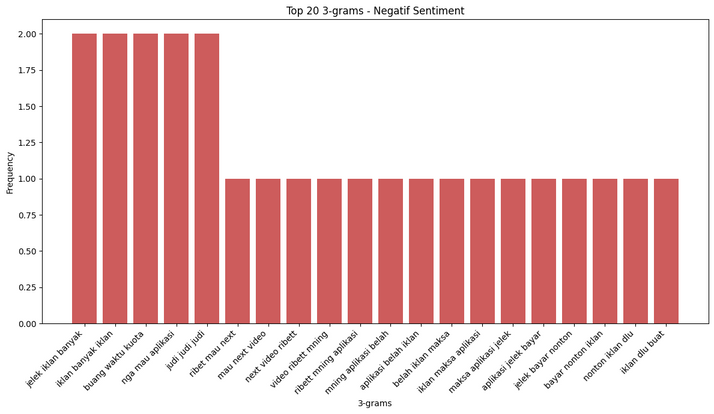 Top 20 3-grams - Negatif Sentiment
2.00
1.75
1.50
1.25
1.00
0.75
0.50
0.25
0.00
Frequency
jelek iklan banyak
iklan banyak iklan
buang waktu kuota
nga mau aplikasi
judi judi judi
ribet mau next
mau next video
next video ribett
video ribett mning
ribett mning aplikasi
mning aplikasi belah
aplikasi belah iklan
belah iklan maksa
iklan maksa aplikasi
maksa aplikasi jelek
aplikasi jelek bayar
jelek bayar nonton
bayar nonton iklan
nonton iklan dlu
iklan dlu buat
3-grams